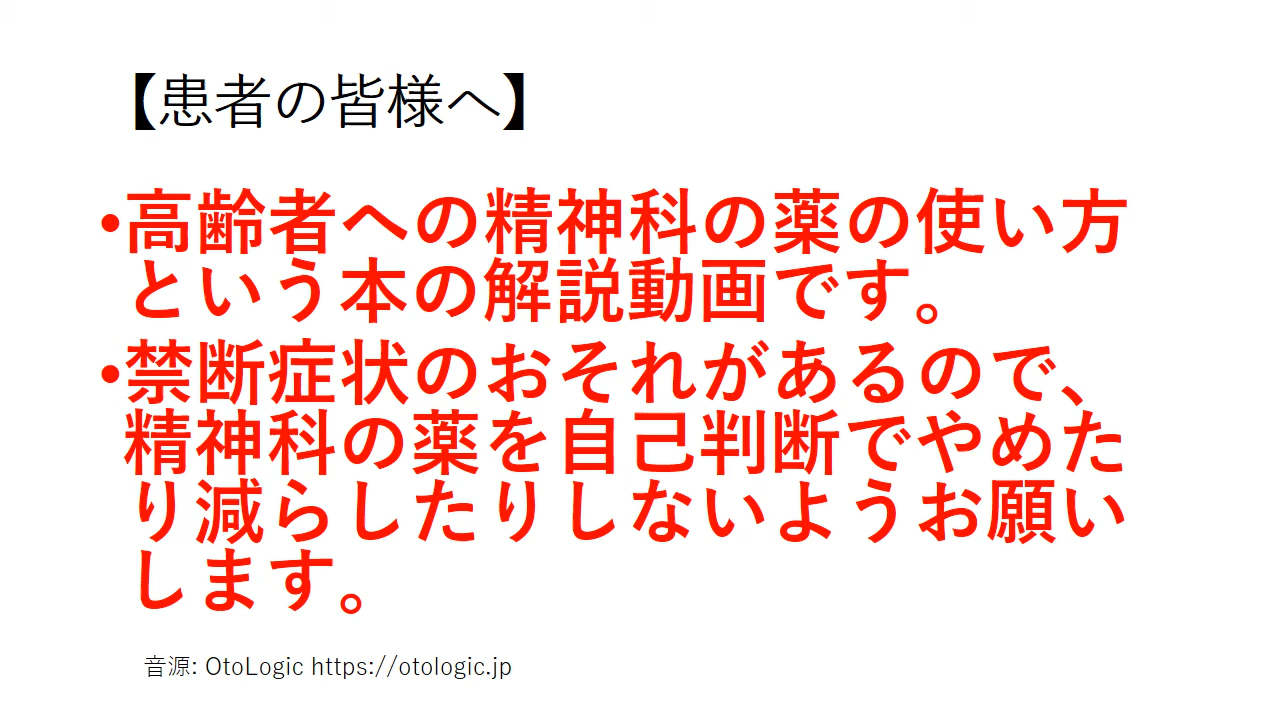 【患者の皆様へ】
•高齢者への精神科の薬の使い方
という本の解説動画です。
•禁断症状のおそれがあるので、
精神科の薬を自己判断でやめた
り減らしたりしないようお願い
します。
音源: OtoLogic https://otologic.jp